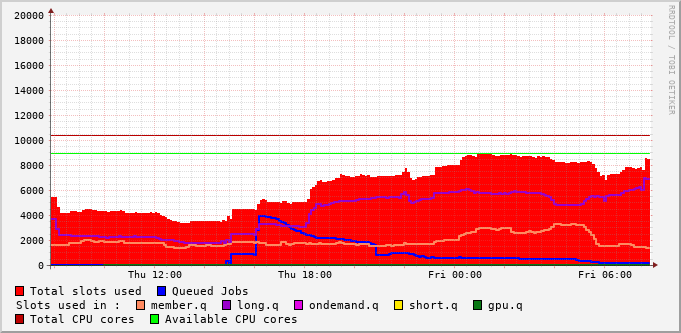 20000
18000
16000
14000
12000
10000
8000
6000
4000
2000
0
Thu 12:00 Thu 18:00 Fri 00:00 Fri 06:00
RRDTOOL / TOBI OETIKER
Total slots used Queued Jobs
Slots used in : member.q long.q ondemand.q short.q gpu.q
Total CPU cores Available CPU cores